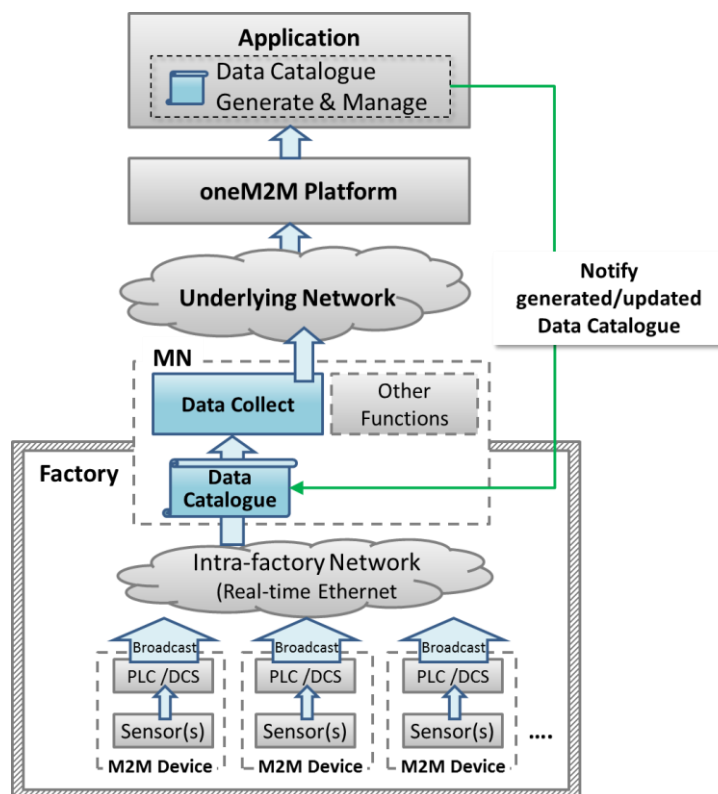 Application
Data Catalogue
Generate & Manage
oneM2M Platform
Underlying Network
Notify
generated/updated
Data Catalogue
MN
Data Collect
Other
Functions
Factory
Data
Catalogue
Intra-factory Network
(Real-time Ethernet
Broadcast
Broadcast
Broadcast
PLC /DCS
PLC /DCS
PLC /DCS
Sensor(s)
Sensor(s)
Sensor(s)
....
M2M Device
M2M Device
M2M Device